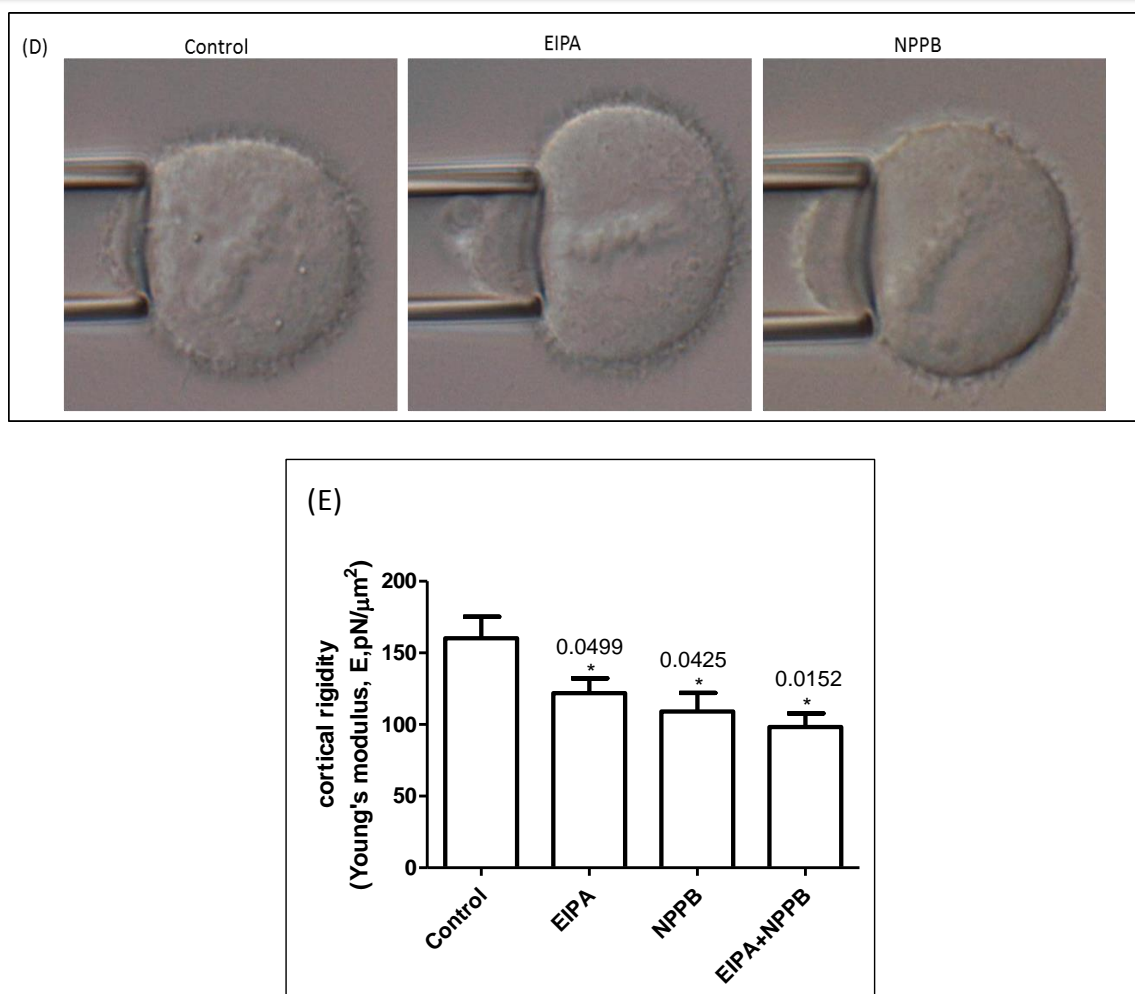 (D)
Control
EIPA
NPPB
(E)
cortical rigidity
(Young's modulus, E,pN/μm²)
200
150
100
50
0
0.0499
*
0.0425
*
0.0152
*
Control
EIPA
NPPB
EIPA+NPPB